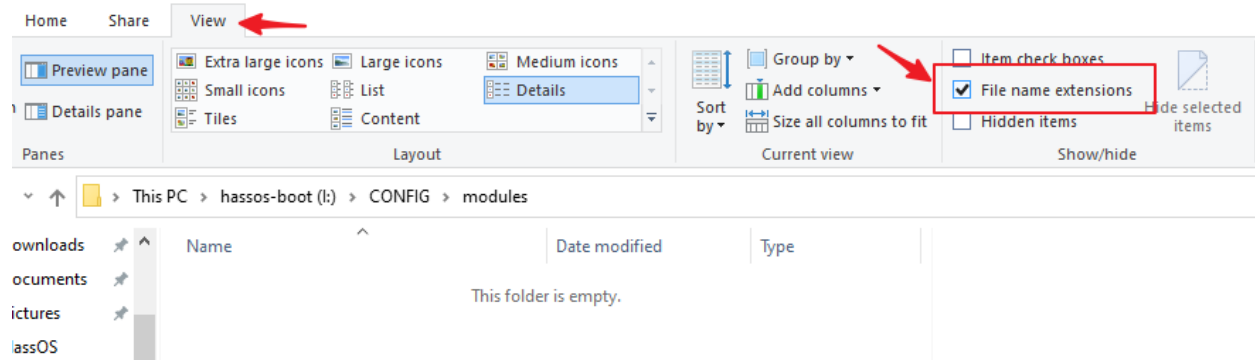 Home Share View
Preview pane
Details pane
Panes
Extra large icons Large icons Medium icons
Small icons List Details
Tiles Content
Layout
Sort by
Group by
Add columns
Size all columns to fit
Current view
Item check boxes
File name extensions
Hidden items
Hide selected items
Show/hide
This PC > hassos-boot (I:) > CONFIG > modules
ownloads
ocuments
ictures
assOS
Name Date modified Type
This folder is empty.